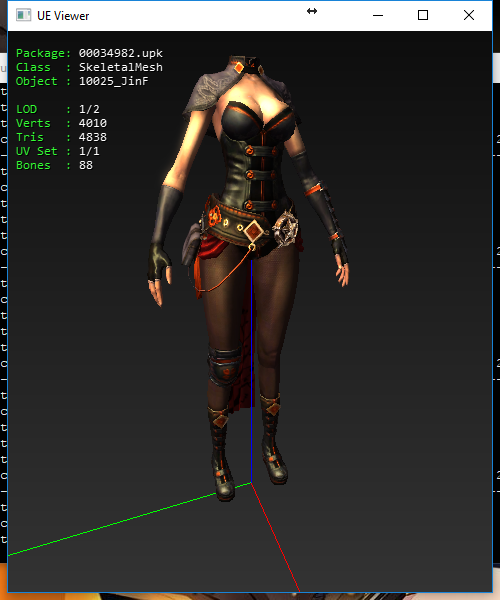 UE Viewer
Package: 00034982.upk
Class  : SkeletalMesh
Object : 10025_JinF
LOD    : 1/2
Verts  : 4010
Tris   : 4838
UV Set : 1/1
Bones  : 88